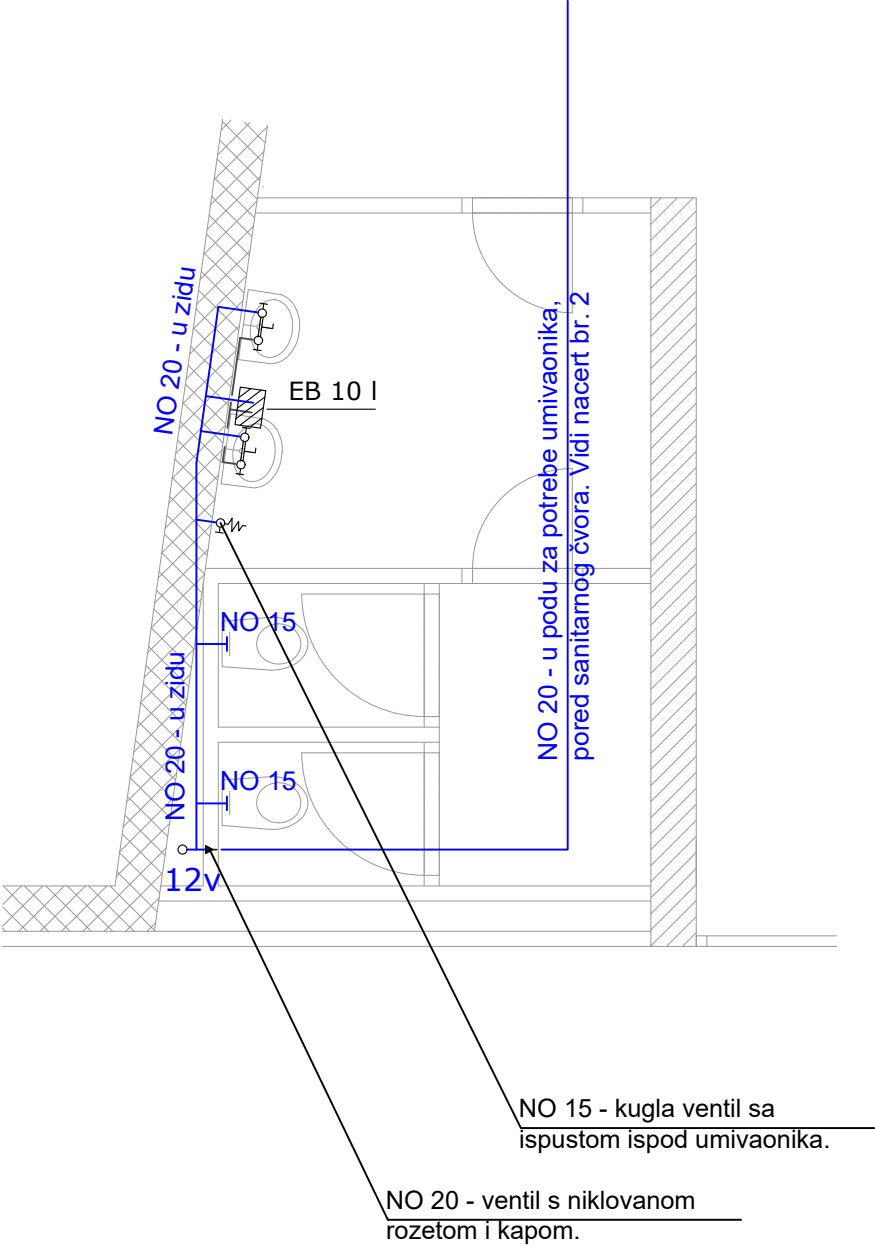 NO 20 - u zidu
EB 10 l
NO 20 - u podu za potrebe umivaonika,
pored sanitarnog čvora. Vidi nacert br. 2
NO 15
NO 20 - u zidu
NO 15
12v
NO 15 - kugla ventil sa
ispustom ispod umivaonika.
NO 20 - ventil s niklovanom
rozetom i kapom.